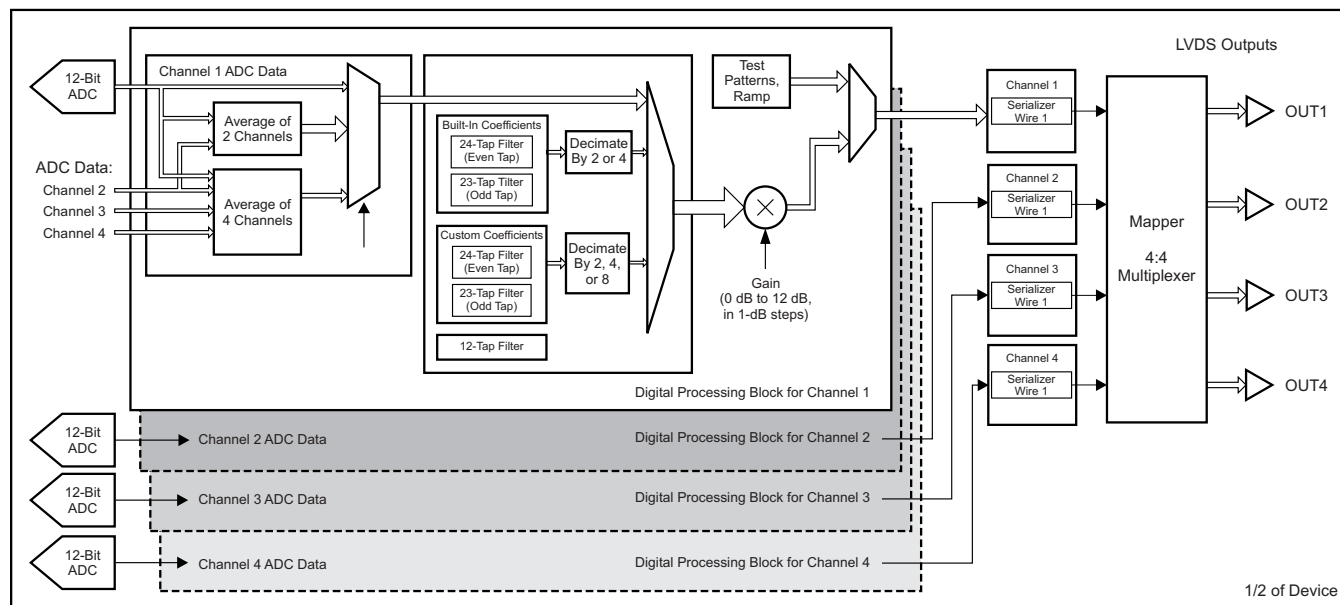 12-Bit
ADC
Channel 1 ADC Data
Average of
2 Channels
ADC Data:
Channel 2
Channel 3
Channel 4
Average of
4 Channels
Built-In Coefficients
24-Tap Filter
(Even Tap)
23-Tap Tilter
(Odd Tap)
Decimate
By 2 or 4
Custom Coefficients
24-Tap Filter
(Even Tap)
23-Tap Filter
(Odd Tap)
Decimate
By 2, 4,
or 8
12-Tap Filter
Test
Patterns,
Ramp
Gain
(0 dB to 12 dB,
in 1-dB steps)
Digital Processing Block for Channel 1
12-Bit
ADC
Channel 2 ADC Data
Digital Processing Block for Channel 2
12-Bit
ADC
Channel 3 ADC Data
Digital Processing Block for Channel 3
12-Bit
ADC
Channel 4 ADC Data
Digital Processing Block for Channel 4
LVDS Outputs
Channel 1
Serializer
Wire 1
Channel 2
Serializer
Wire 1
Channel 3
Serializer
Wire 1
Channel 4
Serializer
Wire 1
Mapper
4:4
Multiplexer
OUT1
OUT2
OUT3
OUT4
1/2 of Device